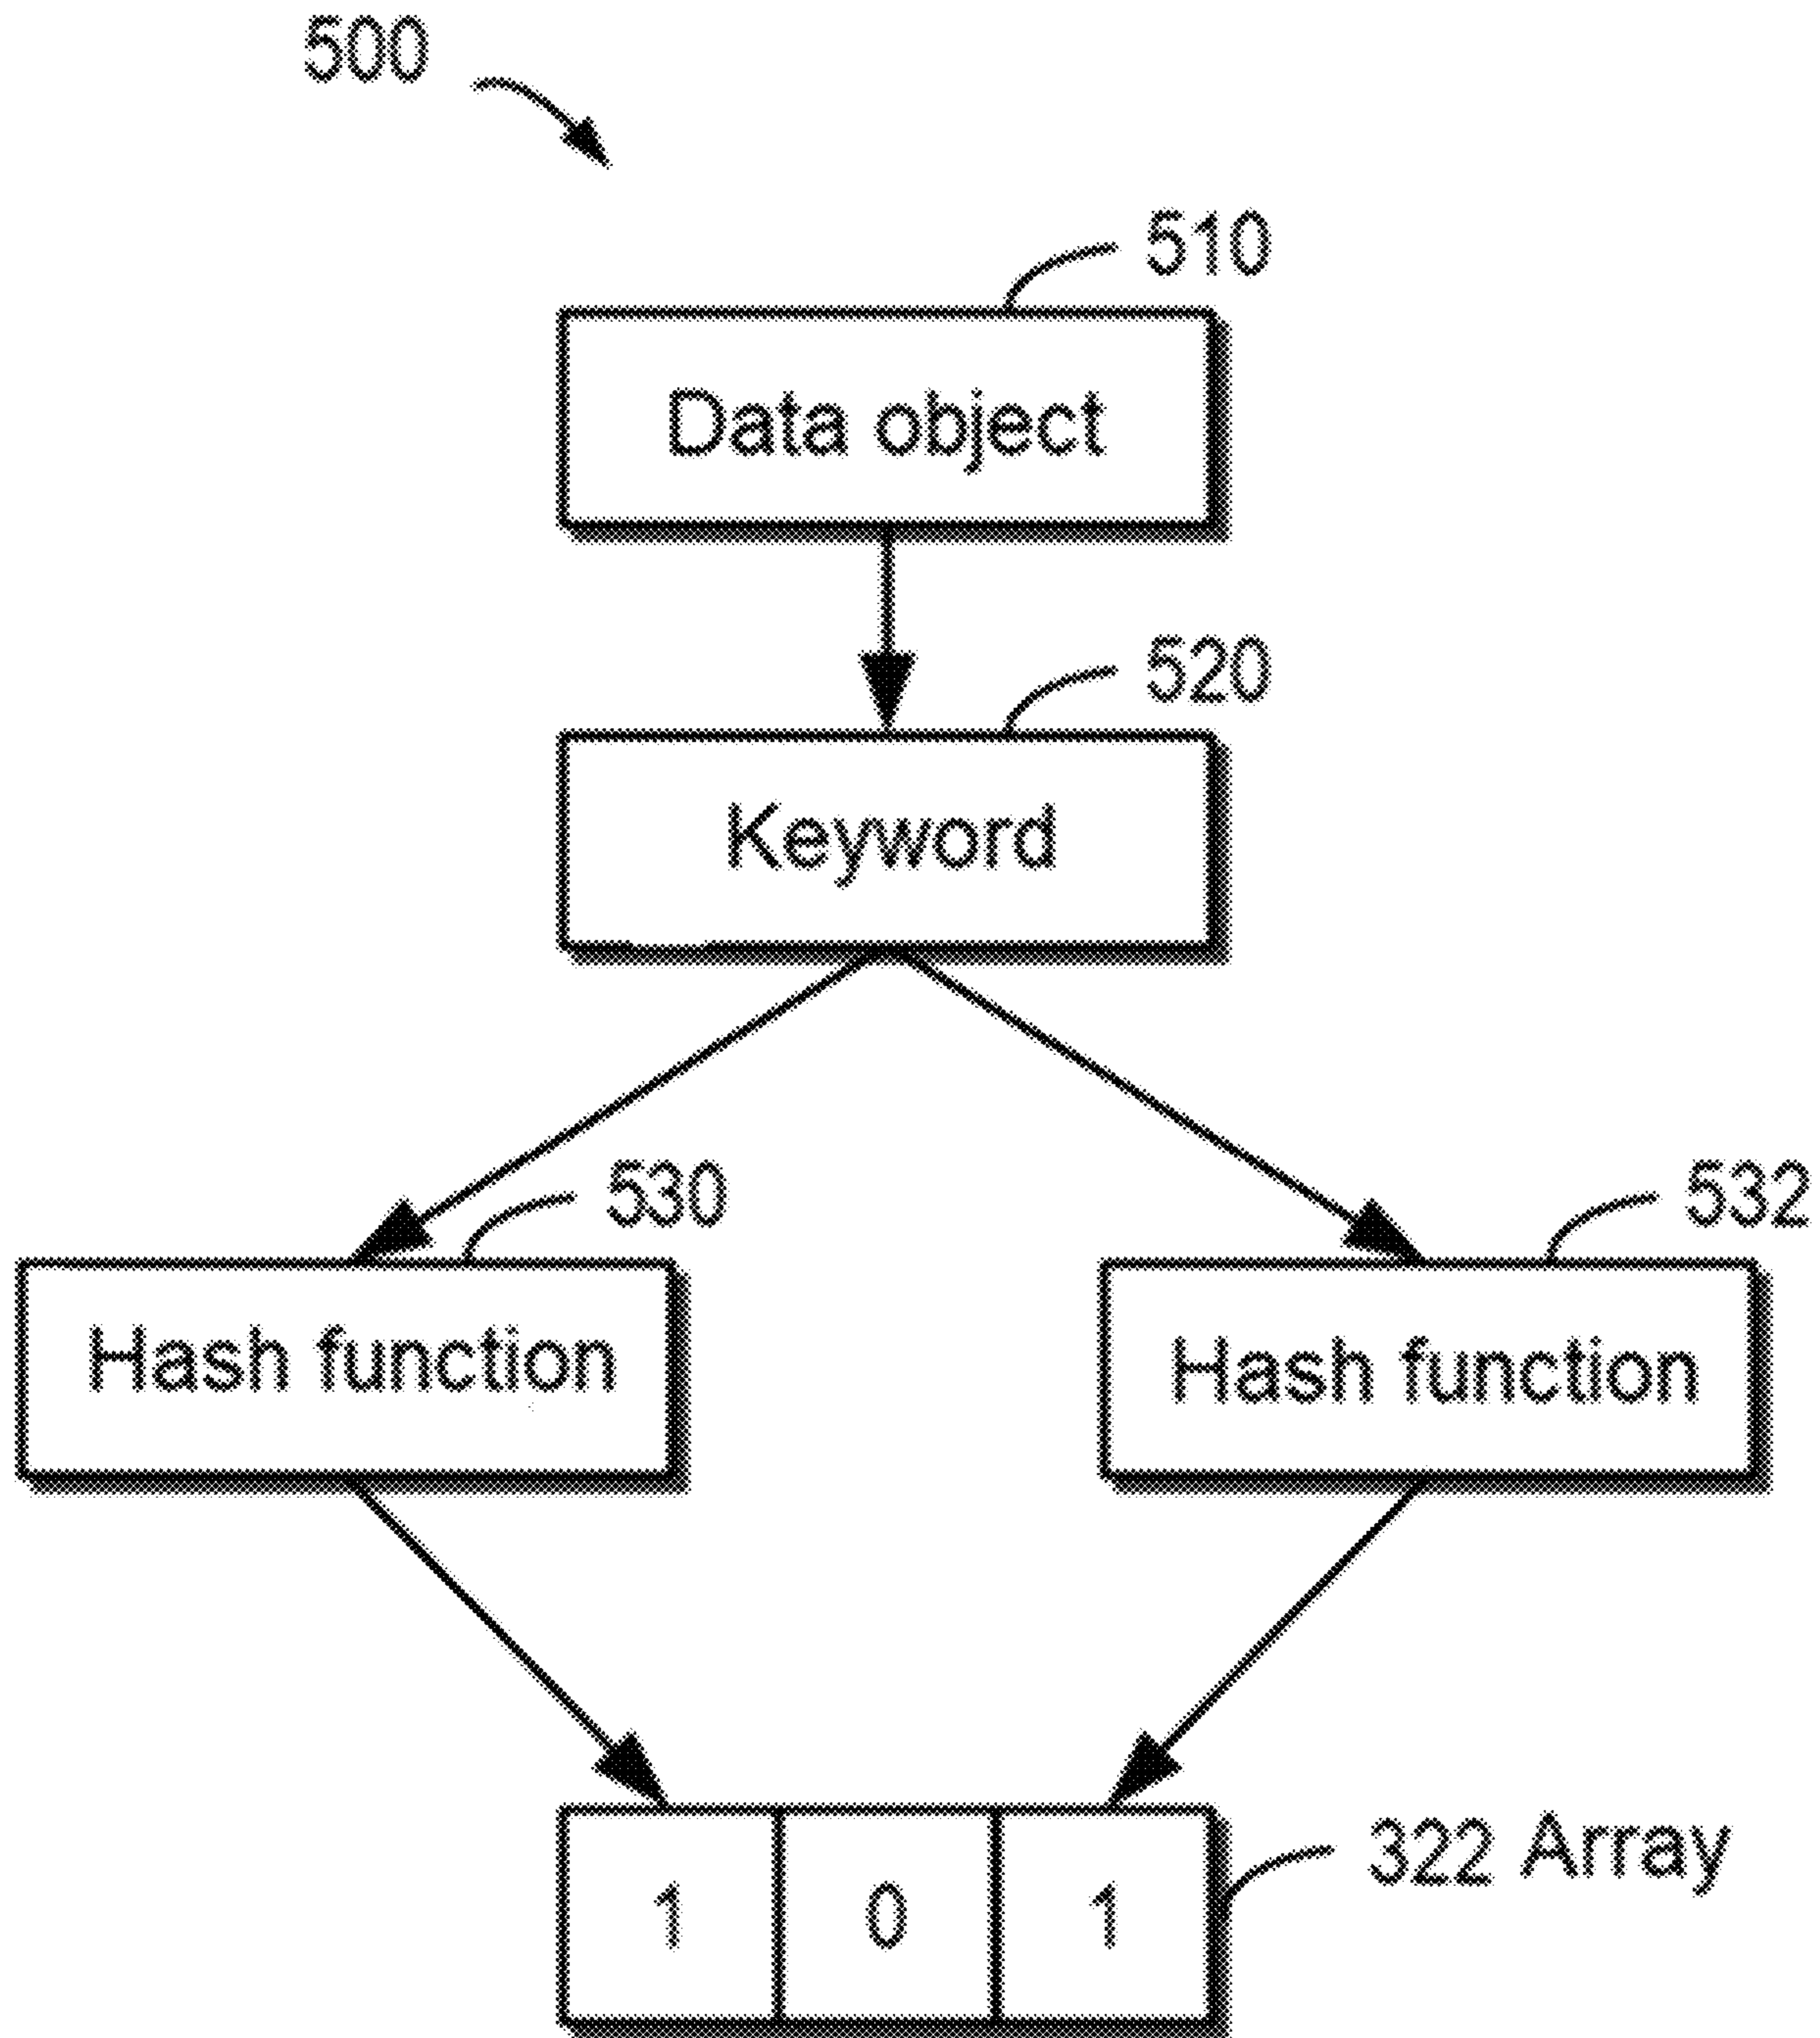 500
510
Data object
520
Keyword
530
532
Hash function
Hash function
322 Array
1 0 1